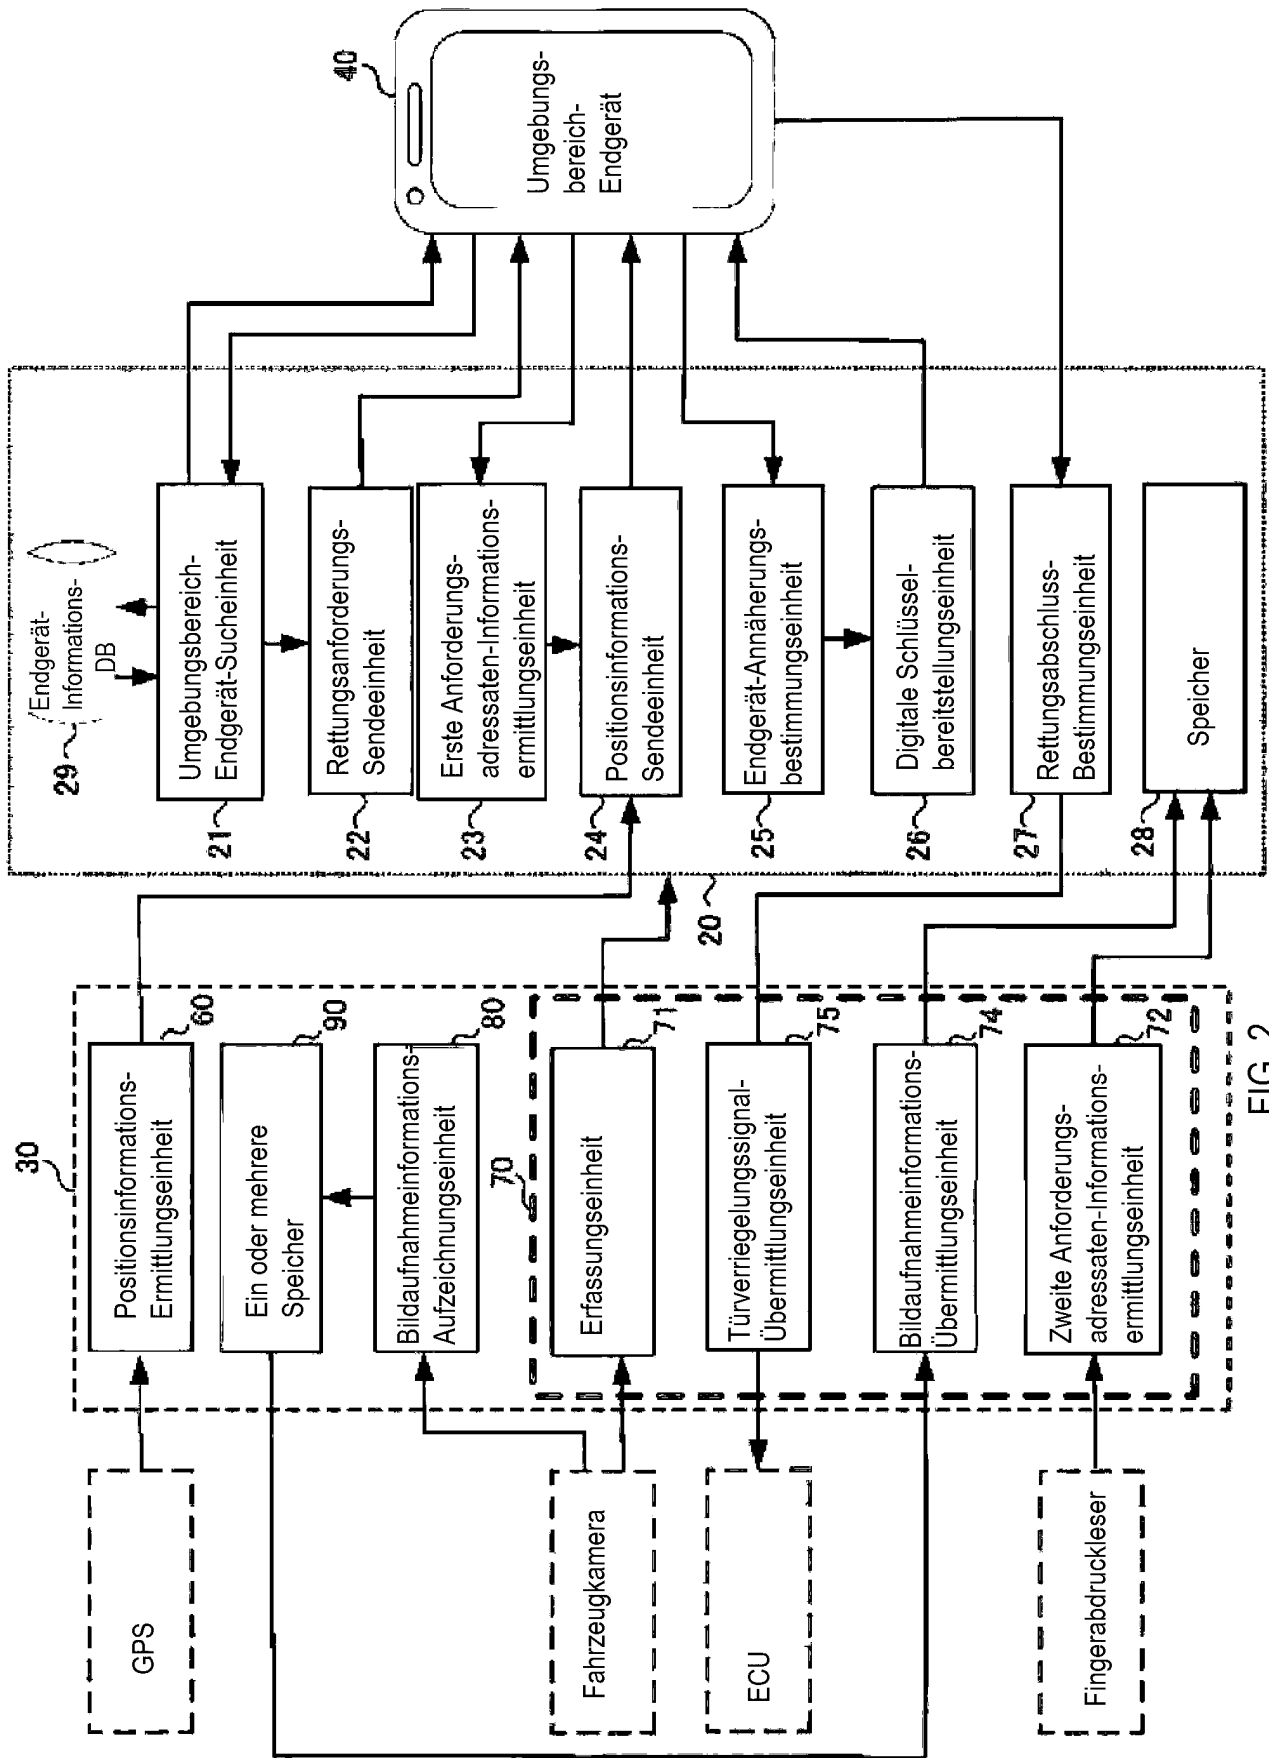 30
GPS
Positionsinformations-
Ermittlungseinheit
60
Ein oder mehrere
Speicher
90
Bildaufnahmeinformations-
Aufzeichnungseinheit
80
70
Fahrzeugkamera
Erfassungseinheit
71
ECU
Türverriegelungssignal-
Übermittlungseinheit
75
Bildaufnahmeinformations-
Übermittlungseinheit
74
Fingerabdruckleser
Zweite Anforderungs-
adressaten-Informations-
ermittlungseinheit
72
20
29
Endgerät-
Informations-
DB
21
Umgebungsbereich-
Endgerät-Sucheinheit
22
Rettungsanforderungs-
Sendeeinheit
23
Erste Anforderungs-
adressaten-Informations-
ermittlungseinheit
24
Positionsinformations-
Sendeeinheit
25
Endgerät-Annäherungs-
bestimmungseinheit
26
Digitale Schlüssel-
bereitstellungseinheit
27
Rettungsabschluss-
Bestimmungseinheit
28
Speicher
40
Umgebungs-
bereich-
Endgerät
FIG. 2